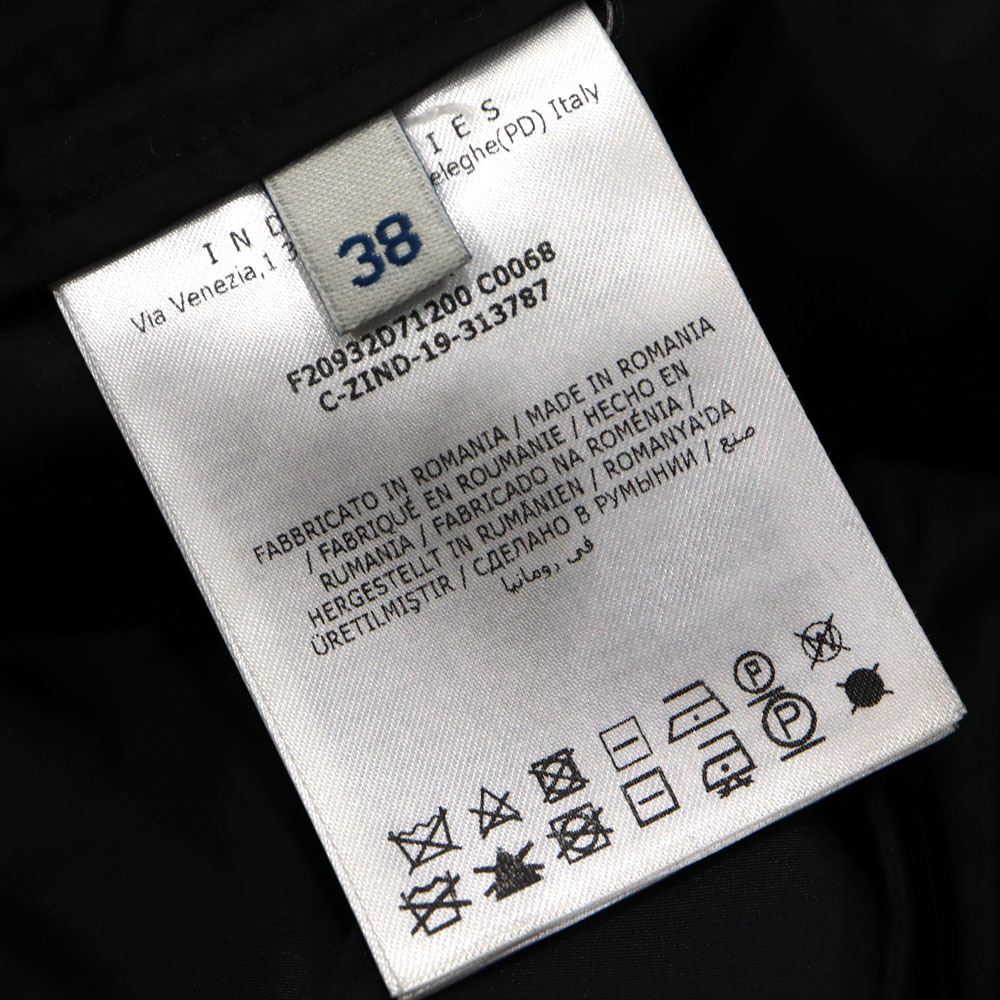 I N D I E S
Via Venezia,1 3 eleghe(PD) Italy
38
F20932D71200 C0068
C-ZIND-19-313787
FABBRICATO IN ROMANIA / MADE IN ROMANIA
/ FABRIQUÉ EN ROUMANIE / HECHO EN
RUMANIA / FABRICADO NA ROMÉNIA /
HERGESTELLT IN RUMÄNIEN / ROMANYA'DA
ÜRETILMIŞTIR / СДЕЛАНО В РУМЫНИИ / صنع
في رومانيا
P W
P